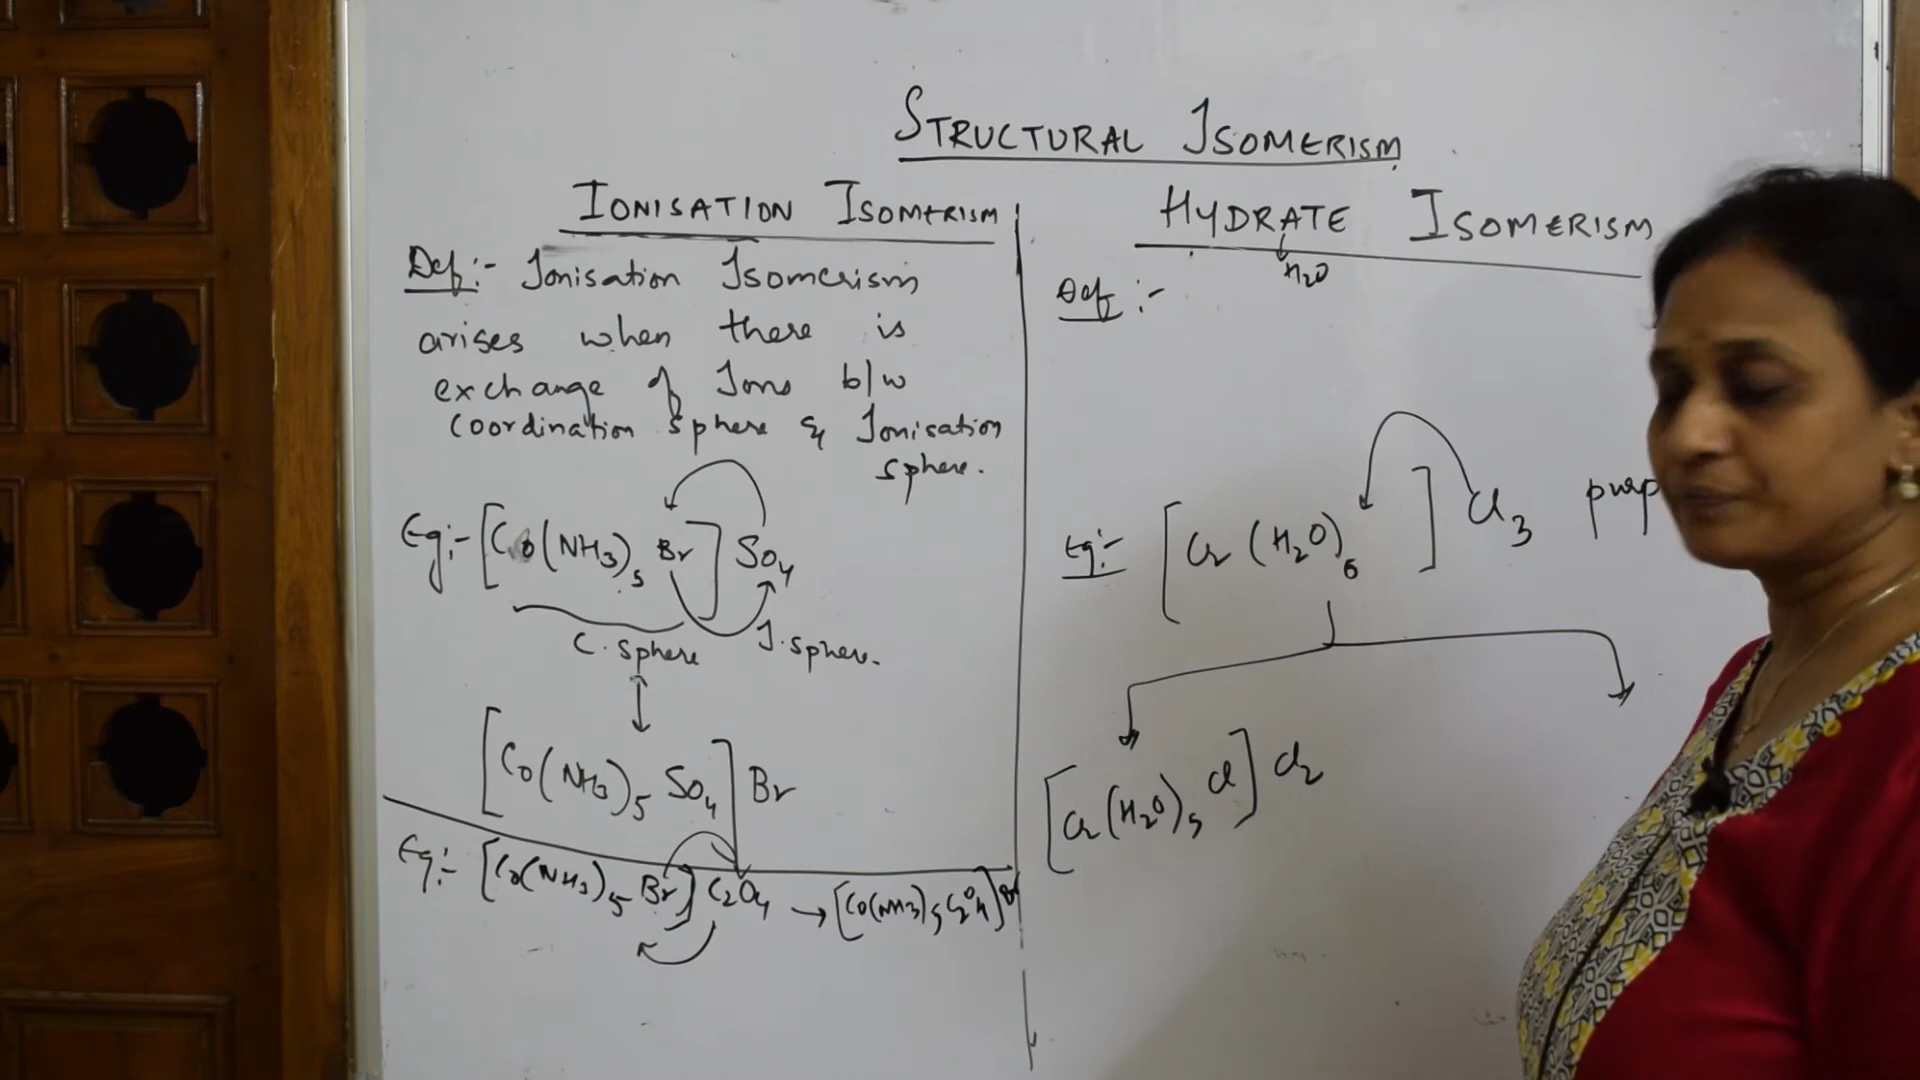 STRUCTURAL ISOMERISM
IONISATION ISOMERISM
Def:- Ionisation Isomerism
arises when there is
exchange of Ions b/w
Coordination sphere & Ionisation
sphere.
Eg:- [Co(NH3)5 Br] SO4
C. sphere I. sphere.
[Co(NH3)5 SO4] Br
Eg:- [Co(NH3)5 Br] C2O4 → [Co(NH3)5 C2O4] Br
HYDRATE ISOMERISM
H2O
Def:-
Eg:- [Cr (H2O)6 ] Cl3 purp
[Cr (H2O)5 Cl] Cl2